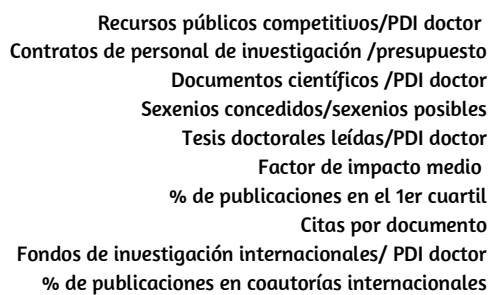 Recursos públicos competitivos/PDI doctor
Contratos de personal de investigación /presupuesto
Documentos científicos /PDI doctor
Sexenios concedidos/sexenios posibles
Tesis doctorales leídas/PDI doctor
Factor de impacto medio
% de publicaciones en el 1er cuartil
Citas por documento
Fondos de investigación internacionales/ PDI doctor
% de publicaciones en coautorías internacionales